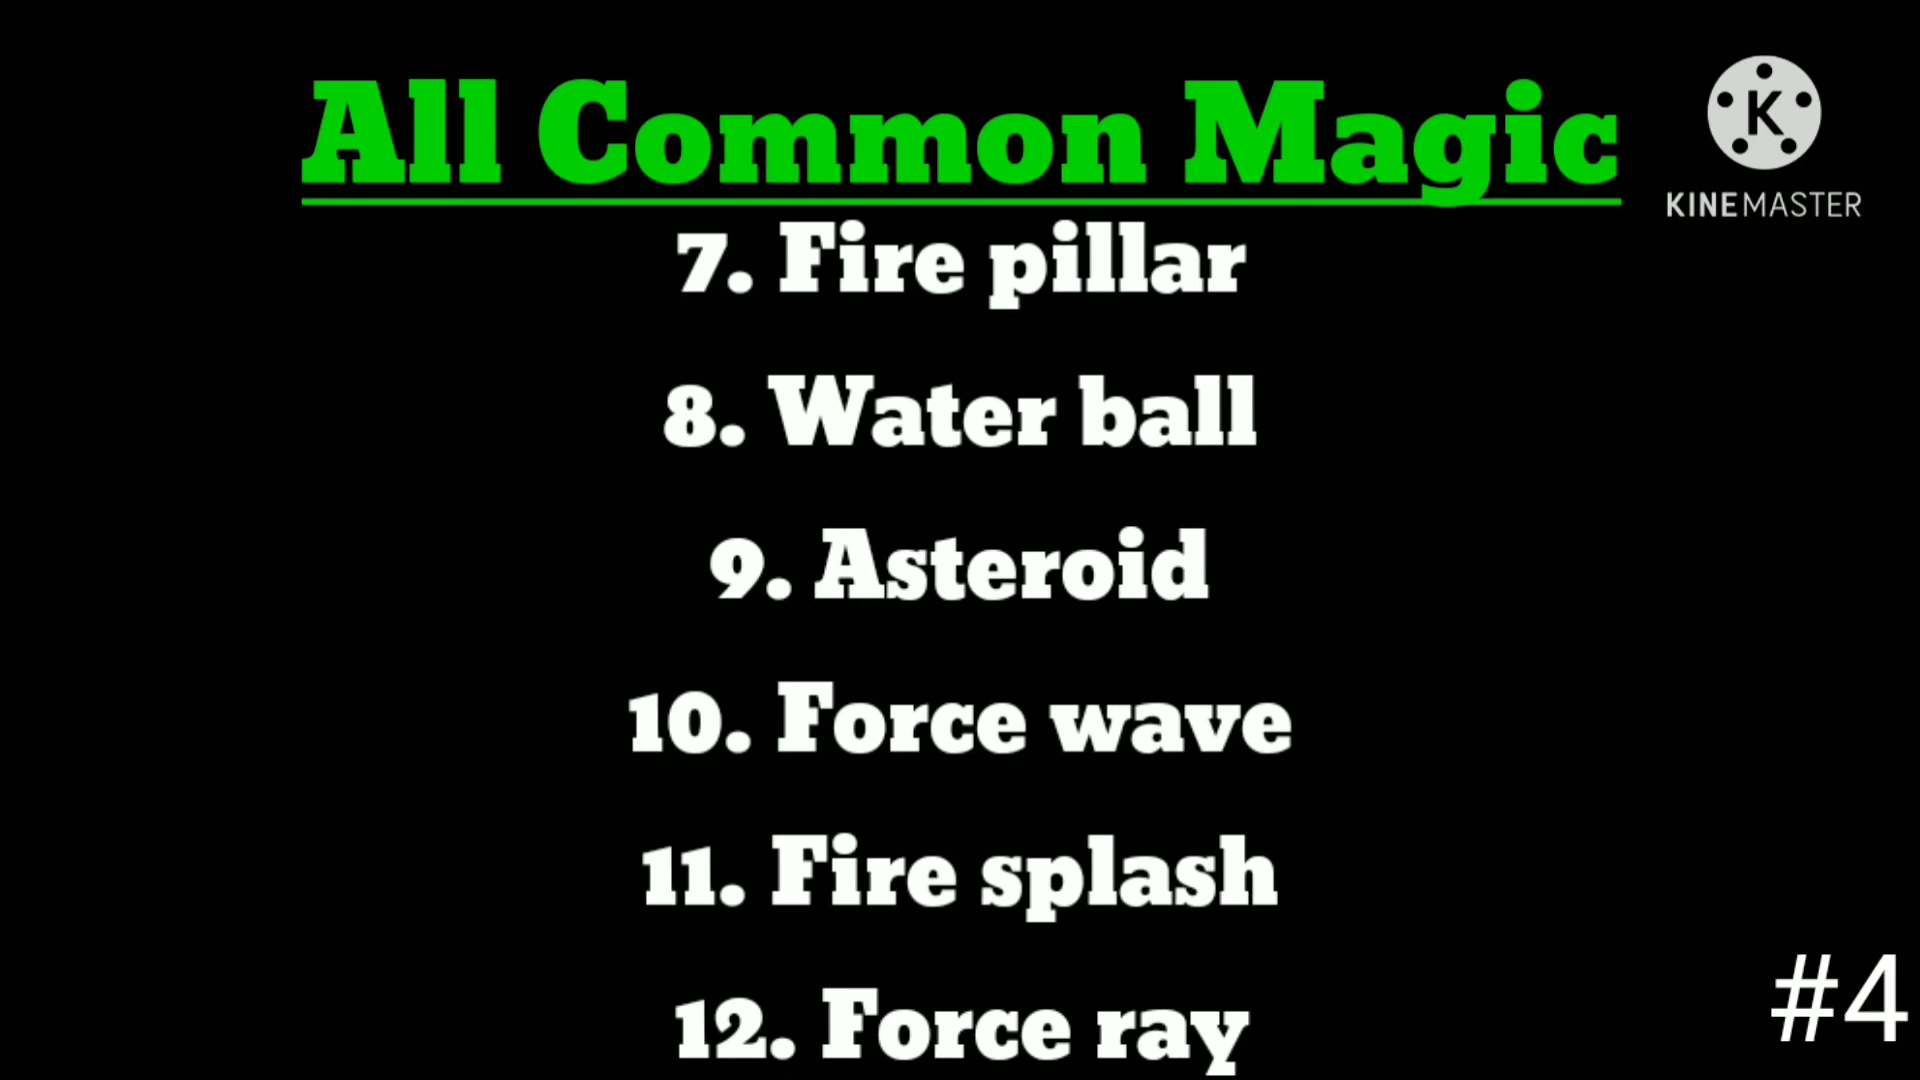 All Common Magic
K
KINEMASTER
7. Fire pillar
8. Water ball
9. Asteroid
10. Force wave
11. Fire splash
12. Force ray
#4